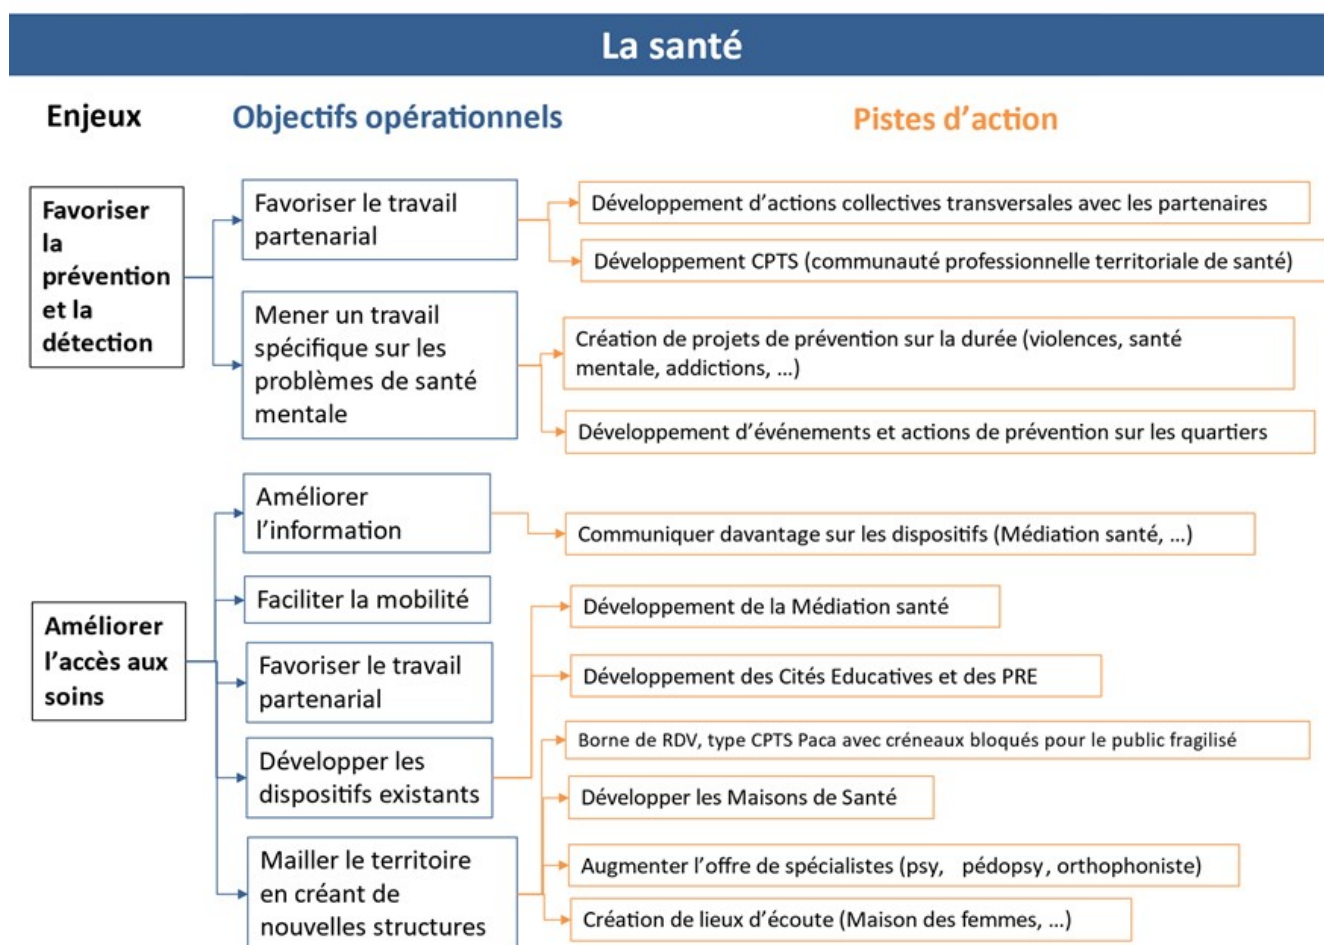 La santé
Enjeux
Objectifs opérationnels
Pistes d'action
Favoriser
la
prévention
et la
détection
Favoriser le travail
partenarial
Développement d'actions collectives transversales avec les partenaires
Développement CPTS (communauté professionnelle territoriale de santé)
Mener un travail
spécifique sur les
problèmes de santé
mentale
Création de projets de prévention sur la durée (violences, santé
mentale, addictions, ...)
Développement d'événements et actions de prévention sur les quartiers
Améliorer
l'accès aux
soins
Améliorer
l'information
Communiquer davantage sur les dispositifs (Médiation santé, ...)
Faciliter la mobilité
Favoriser le travail
partenarial
Développer les
dispositifs existants
Développement de la Médiation santé
Développement des Cités Educatives et des PRE
Mailler le territoire
en créant de
nouvelles structures
Borne de RDV, type CPTS Paca avec créneaux bloqués pour le public fragilisé
Développer les Maisons de Santé
Augmenter l'offre de spécialistes (psy, pédopsy, orthophoniste)
Création de lieux d'écoute (Maison des femmes, ...)